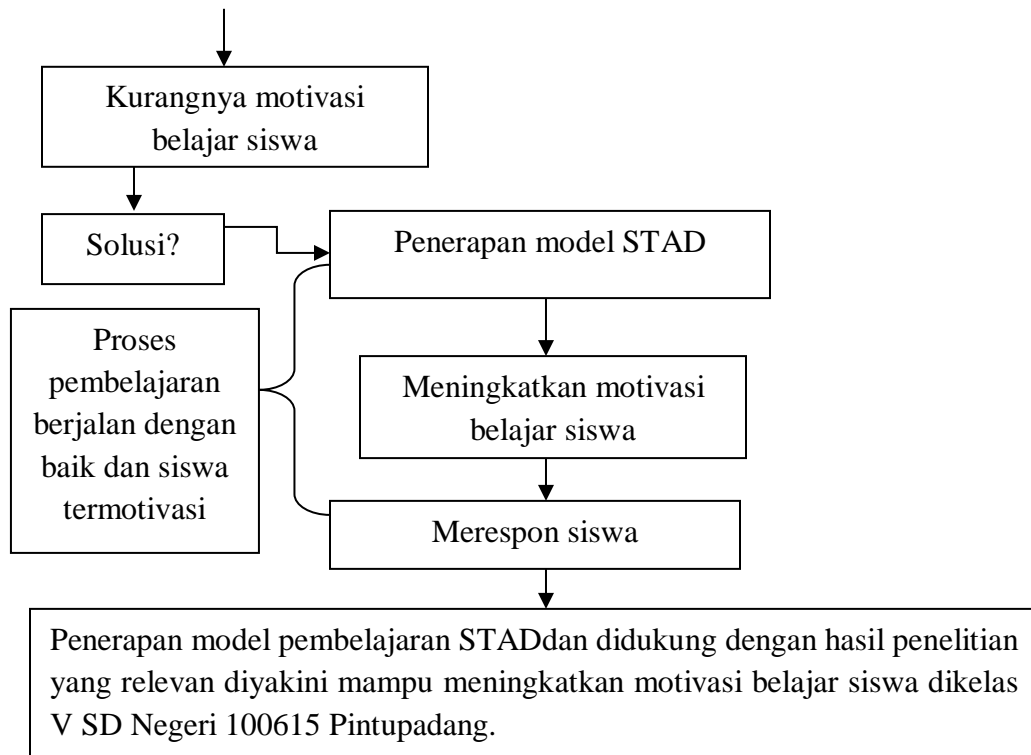 Kurangnya motivasi
belajar siswa
Solusi?
Penerapan model STAD
Proses
pembelajaran
berjalan dengan
baik dan siswa
termotivasi
Meningkatkan motivasi
belajar siswa
Merespon siswa
Penerapan model pembelajaran STADdan didukung dengan hasil penelitian
yang relevan diyakini mampu meningkatkan motivasi belajar siswa dikelas
V SD Negeri 100615 Pintupadang.